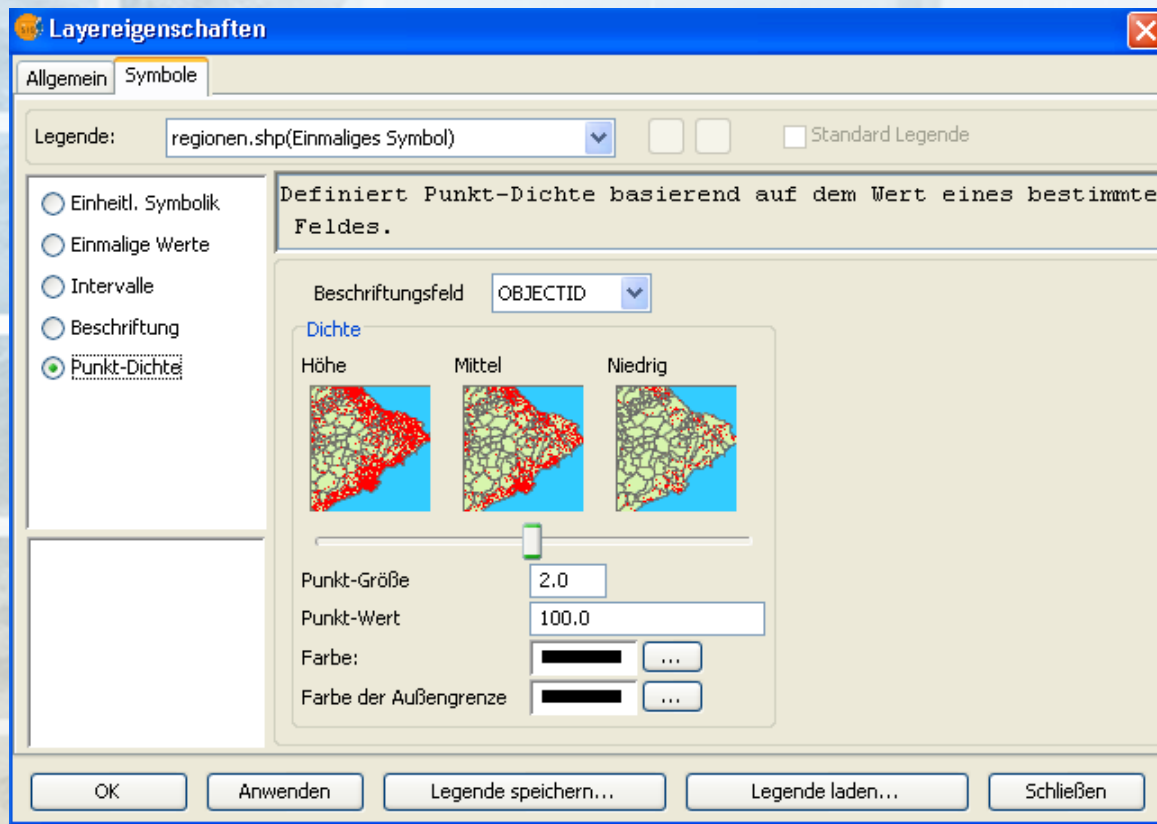 Layereigenschaften
Allgemein
Symbole
Legende:
regionen.shp(Einmaliges Symbol)
Standard Legende
Einheitl. Symbolik
Einmalige Werte
Intervalle
Beschriftung
Punkt-Dichte
Definiert Punkt-Dichte basierend auf dem Wert eines bestimmte
Feldes.
Beschriftungsfeld
OBJECTID
Dichte
Höhe
Mittel
Niedrig
Punkt-Größe
2.0
Punkt-Wert
100.0
Farbe:
...
Farbe der Außengrenze
...
OK
Anwenden
Legende speichern...
Legende laden...
Schließen